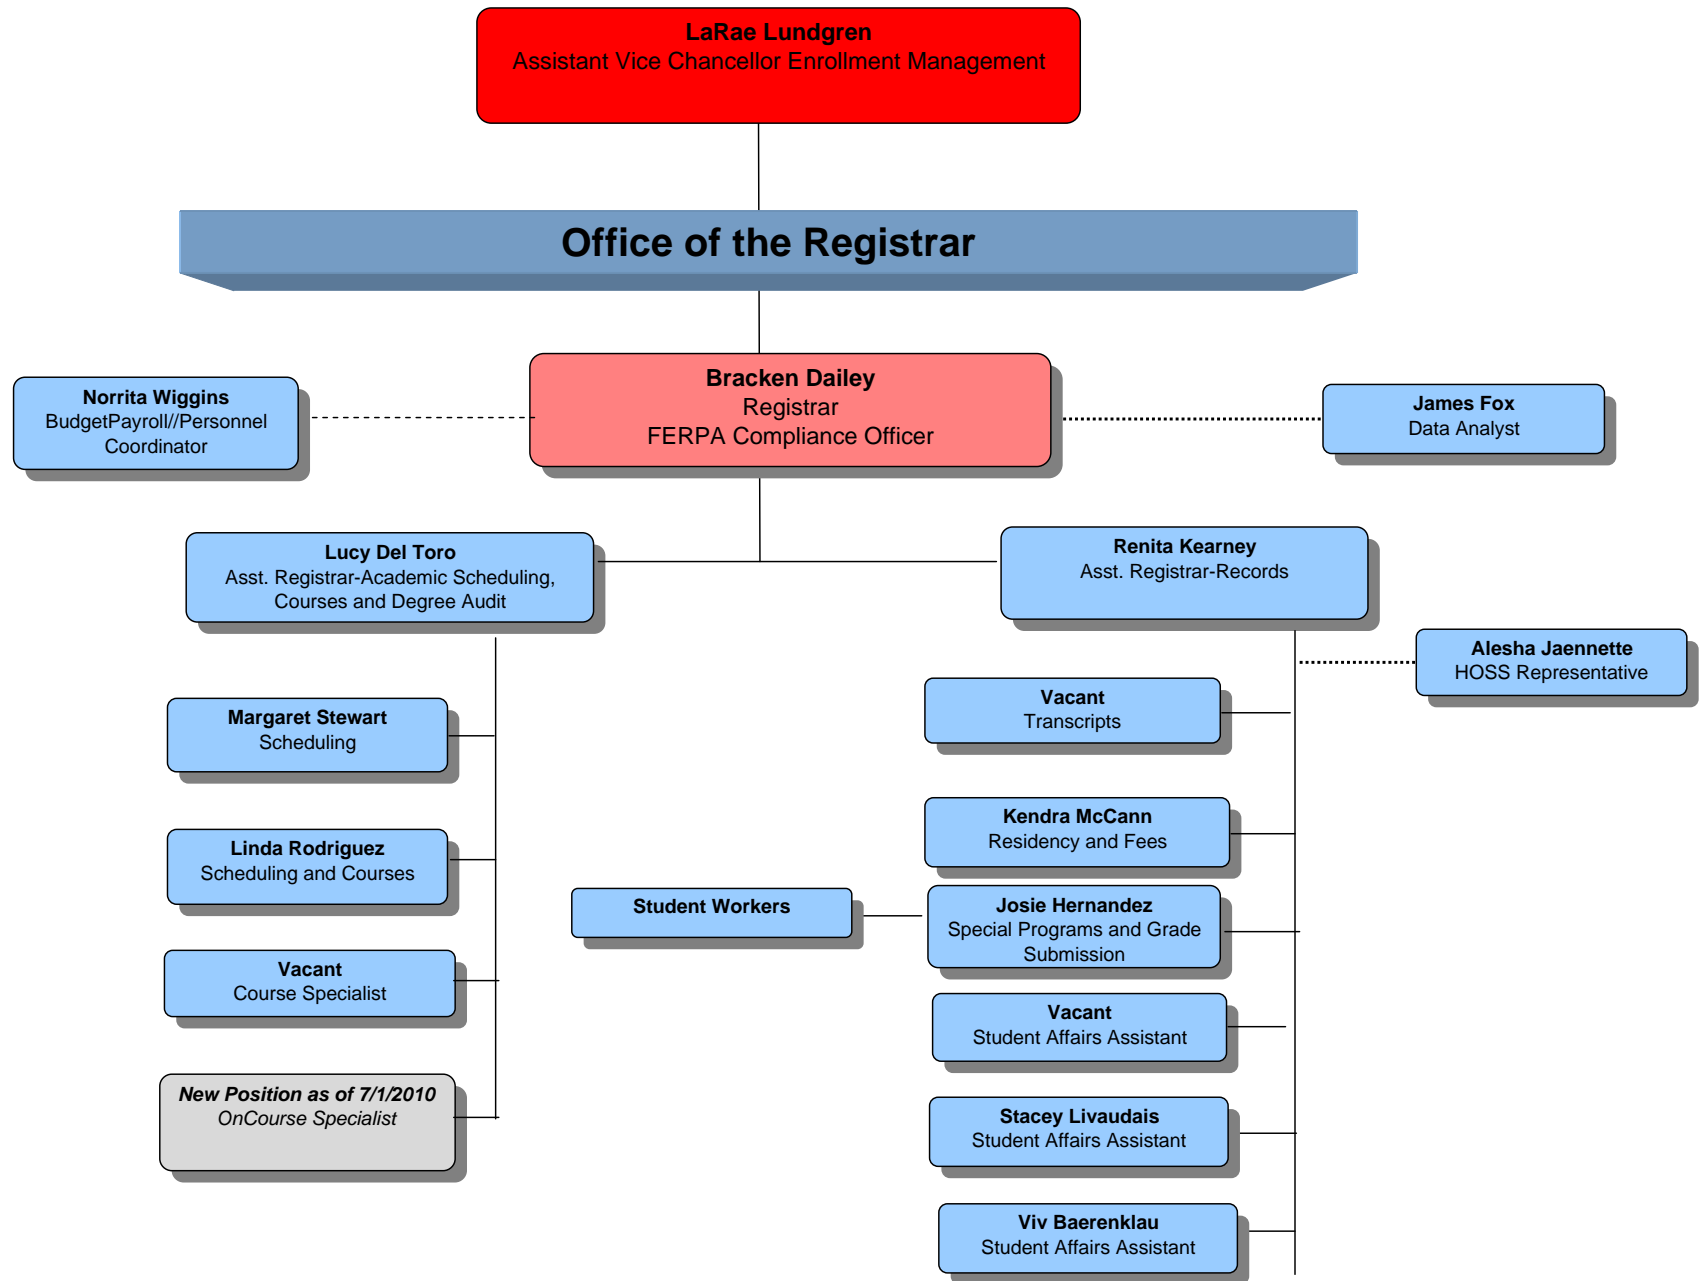 LaRae Lundgren
Assistant Vice Chancellor Enrollment Management
Office of the Registrar
Bracken Dailey
Registrar
FERPA Compliance Officer
Norrita Wiggins
BudgetPayroll//Personnel
Coordinator
James Fox
Data Analyst
Lucy Del Toro
Asst. Registrar-Academic Scheduling,
Courses and Degree Audit
Renita Kearney
Asst. Registrar-Records
Alesha Jaennette
HOSS Representative
Margaret Stewart
Scheduling
Linda Rodriguez
Scheduling and Courses
Vacant
Course Specialist
New Position as of 7/1/2010
OnCourse Specialist
Vacant
Transcripts
Kendra McCann
Residency and Fees
Student Workers
Josie Hernandez
Special Programs and Grade
Submission
Vacant
Student Affairs Assistant
Stacey Livaudais
Student Affairs Assistant
Viv Baerenklau
Student Affairs Assistant